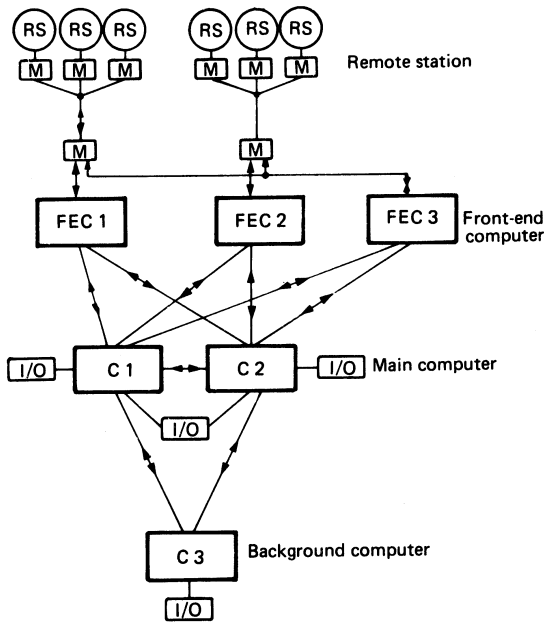 RS RS RS RS RS RS
M M M M M M
Remote station
M M
FEC 1 FEC 2 FEC 3
Front-end
computer
I/O C 1 C 2 I/O Main computer
I/O
C 3 Background computer
I/O